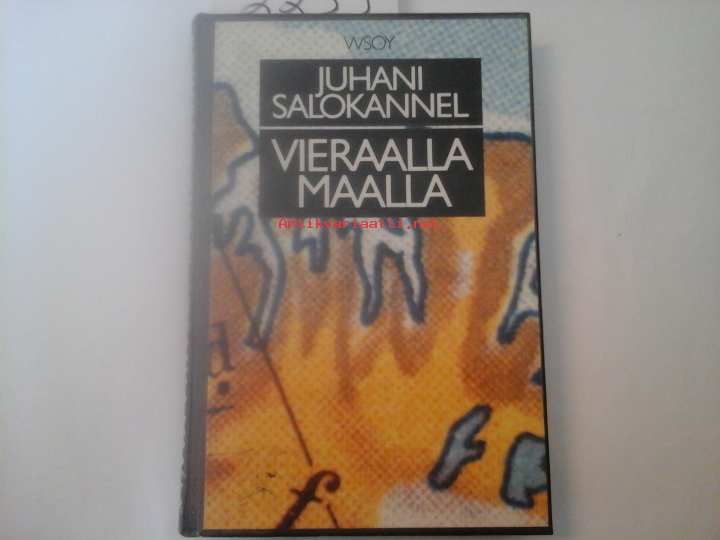 WSOY
JUHANI
SALOKANNEL
VIERAALLA
MAALLA
Antikvariaatti.net
d
f